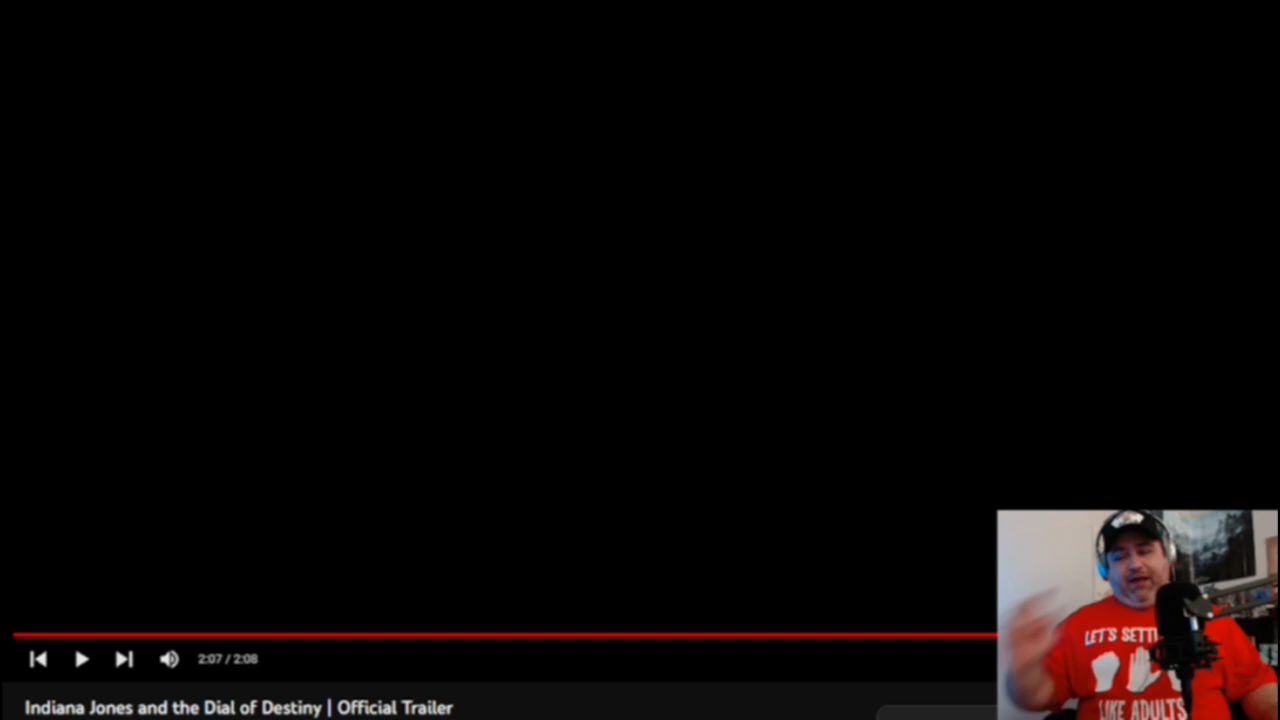 2:07 / 2:08
Indiana Jones and the Dial of Destiny | Official Trailer
LET'S SETT
LIKE ADULTS